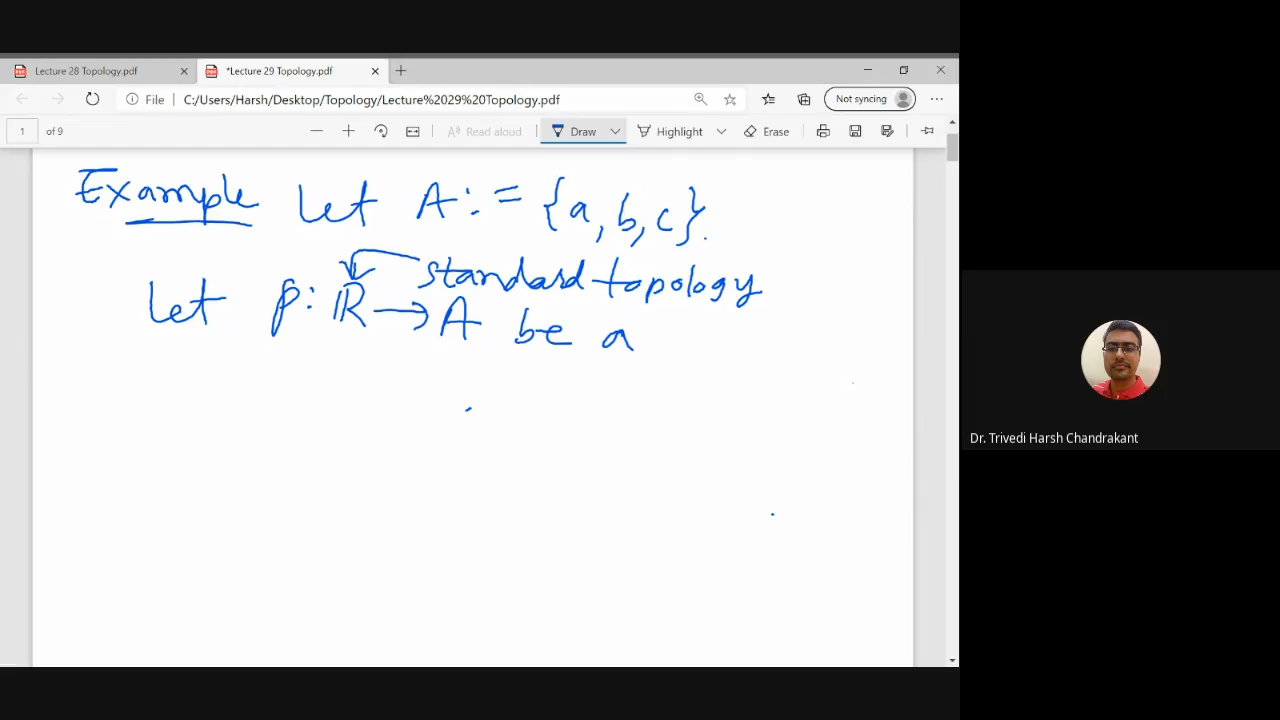 Lecture 28 Topology.pdf
*Lecture 29 Topology.pdf
File | C:/Users/Harsh/Desktop/Topology/Lecture%2029%20Topology.pdf
Not syncing
1 of 9
Read aloud
Draw
Highlight
Erase
Example Let A := {a, b, c}.
standard topology
Let p: ℝ → A be a
Dr. Trivedi Harsh Chandrakant